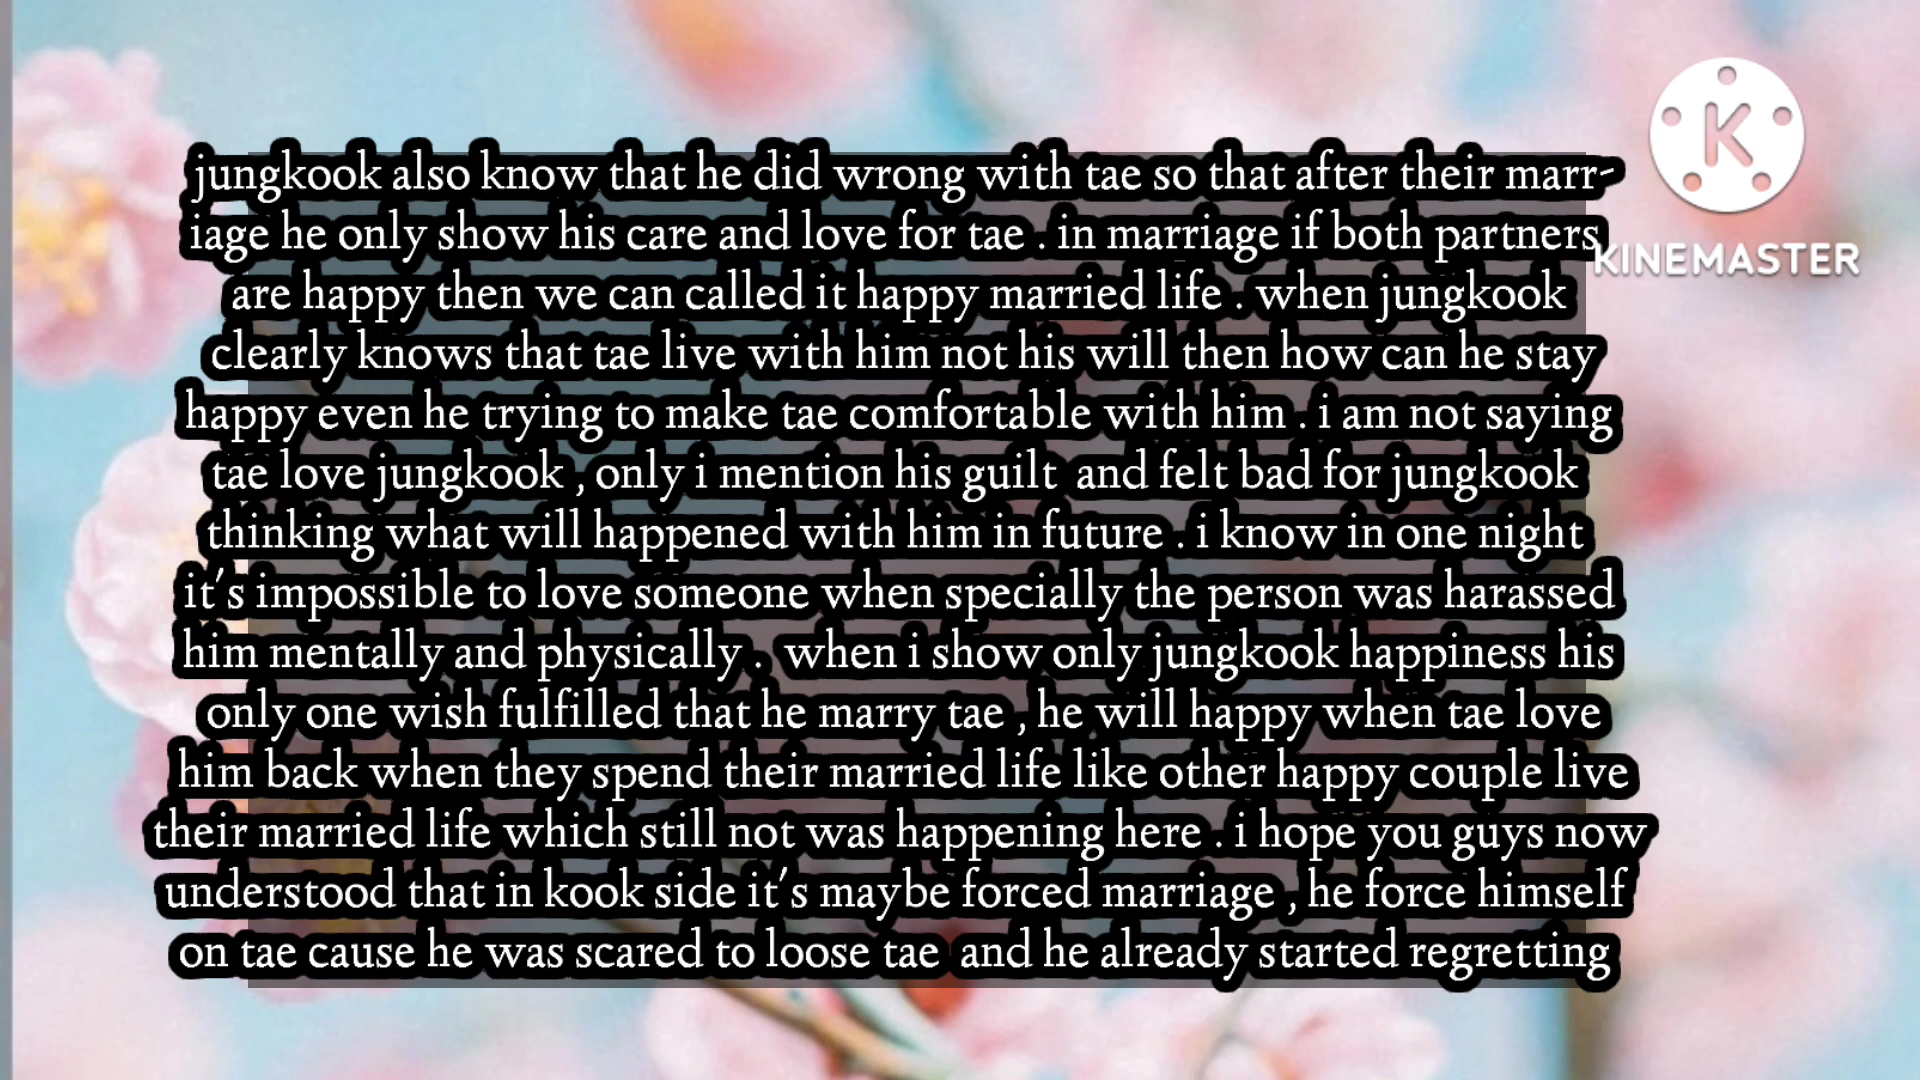 jungkook also know that he did wrong with tae so that after their marr-
iage he only show his care and love for tae . in marriage if both partners
are happy then we can called it happy married life . when jungkook
clearly knows that tae live with him not his will then how can he stay
happy even he trying to make tae comfortable with him . i am not saying
tae love jungkook , only i mention his guilt and felt bad for jungkook
thinking what will happened with him in future . i know in one night
it's impossible to love someone when specially the person was harassed
him mentally and physically . when i show only jungkook happiness his
only one wish fulfilled that he marry tae , he will happy when tae love
him back when they spend their married life like other happy couple live
their married life which still not was happening here . i hope you guys now
understood that in kook side it's maybe forced marriage , he force himself
on tae cause he was scared to loose tae and he already started regretting
K
KINEMASTER